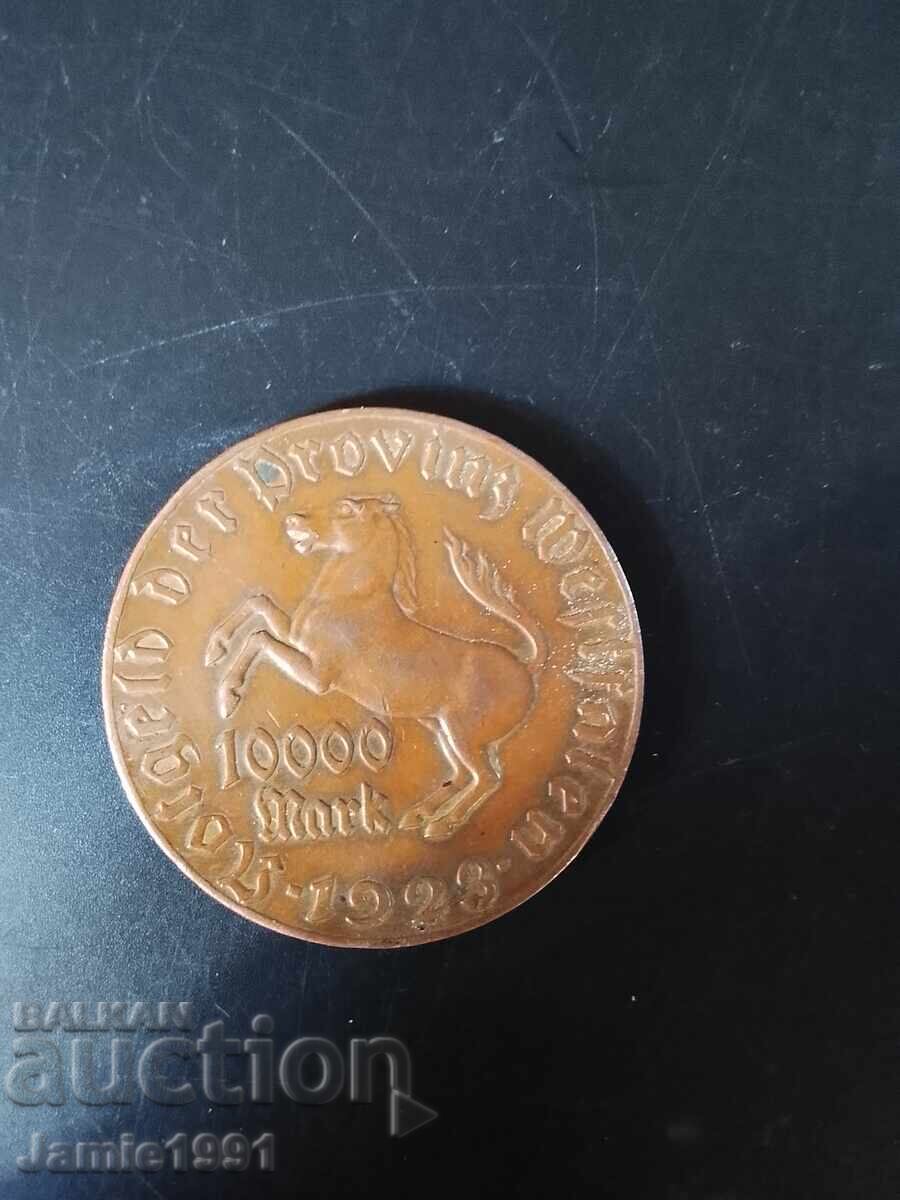 Notgeld der Provinz Westfalen
10000
Mark
· 1923 ·
BALKAN
auction
Jamie1991